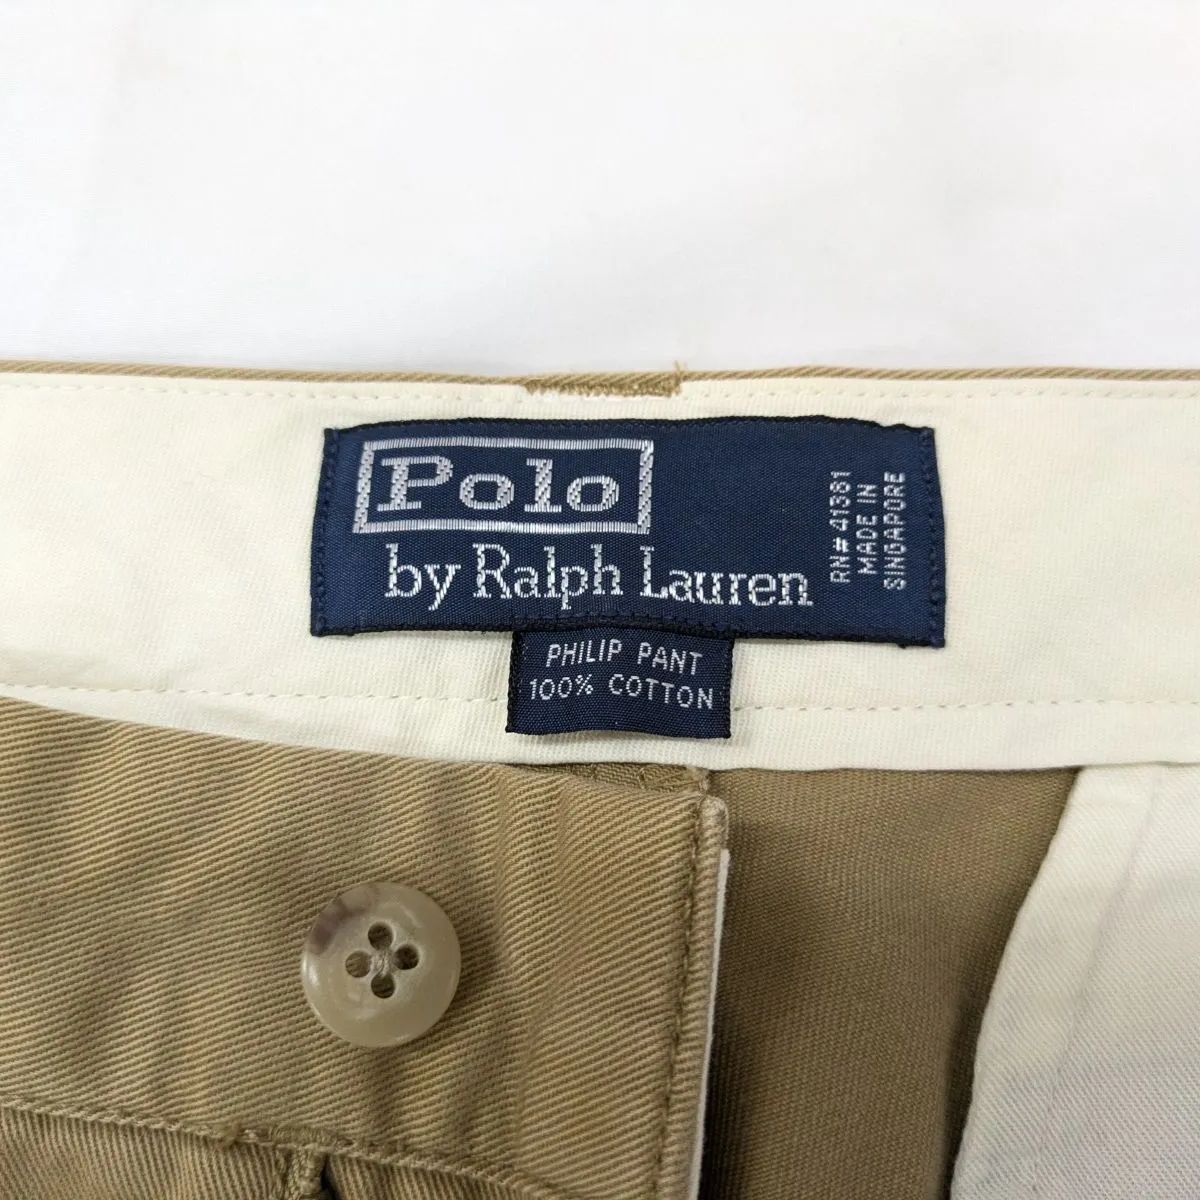 Polo
by Ralph Lauren
RN# 41381
MADE IN
SINGAPORE
PHILIP PANT
100% COTTON